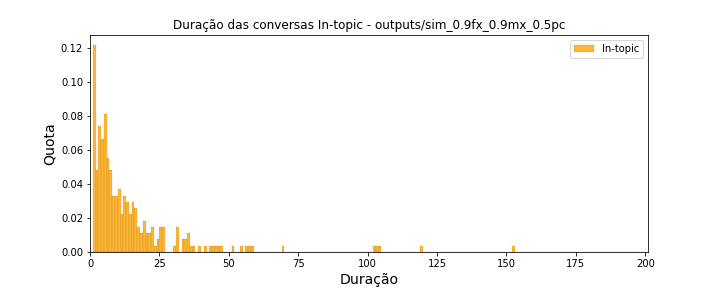 Duração das conversas In-topic - outputs/sim_0.9fx_0.9mx_0.5pc
In-topic
Quota
0.12
0.10
0.08
0.06
0.04
0.02
0.00
0 25 50 75 100 125 150 175 200
Duração